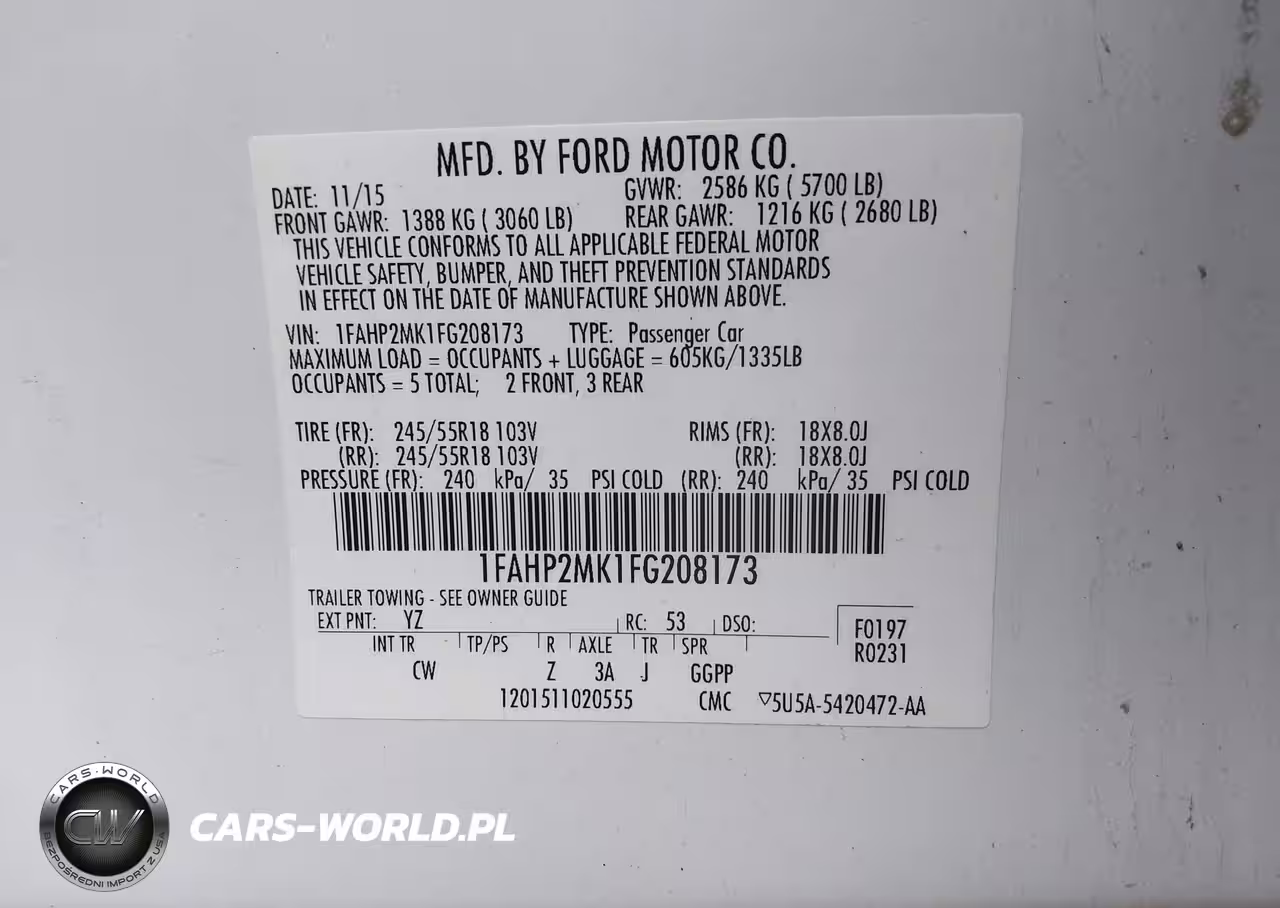 MFD. BY FORD MOTOR CO.
DATE: 11/15 GVWR: 2586 KG ( 5700 LB)
FRONT GAWR: 1388 KG ( 3060 LB) REAR GAWR: 1216 KG ( 2680 LB)
THIS VEHICLE CONFORMS TO ALL APPLICABLE FEDERAL MOTOR
VEHICLE SAFETY, BUMPER, AND THEFT PREVENTION STANDARDS
IN EFFECT ON THE DATE OF MANUFACTURE SHOWN ABOVE.
VIN: 1FAHP2MK1FG208173 TYPE: Passenger Car
MAXIMUM LOAD = OCCUPANTS + LUGGAGE = 605KG/1335LB
OCCUPANTS = 5 TOTAL; 2 FRONT, 3 REAR
TIRE (FR): 245/55R18 103V RIMS (FR): 18X8.0J
(RR): 245/55R18 103V (RR): 18X8.0J
PRESSURE (FR): 240 kPa/ 35 PSI COLD (RR): 240 kPa/ 35 PSI COLD
1FAHP2MK1FG208173
TRAILER TOWING - SEE OWNER GUIDE
EXT PNT: YZ RC: 53 DSO: F0197
INT TR TP/PS R AXLE TR SPR R0231
CW Z 3A J GGPP
1201511020555 CMC ▽5U5A-5420472-AA
CARS-WORLD
CW
BEZPOŚREDNI IMPORT Z USA
CARS-WORLD.PL